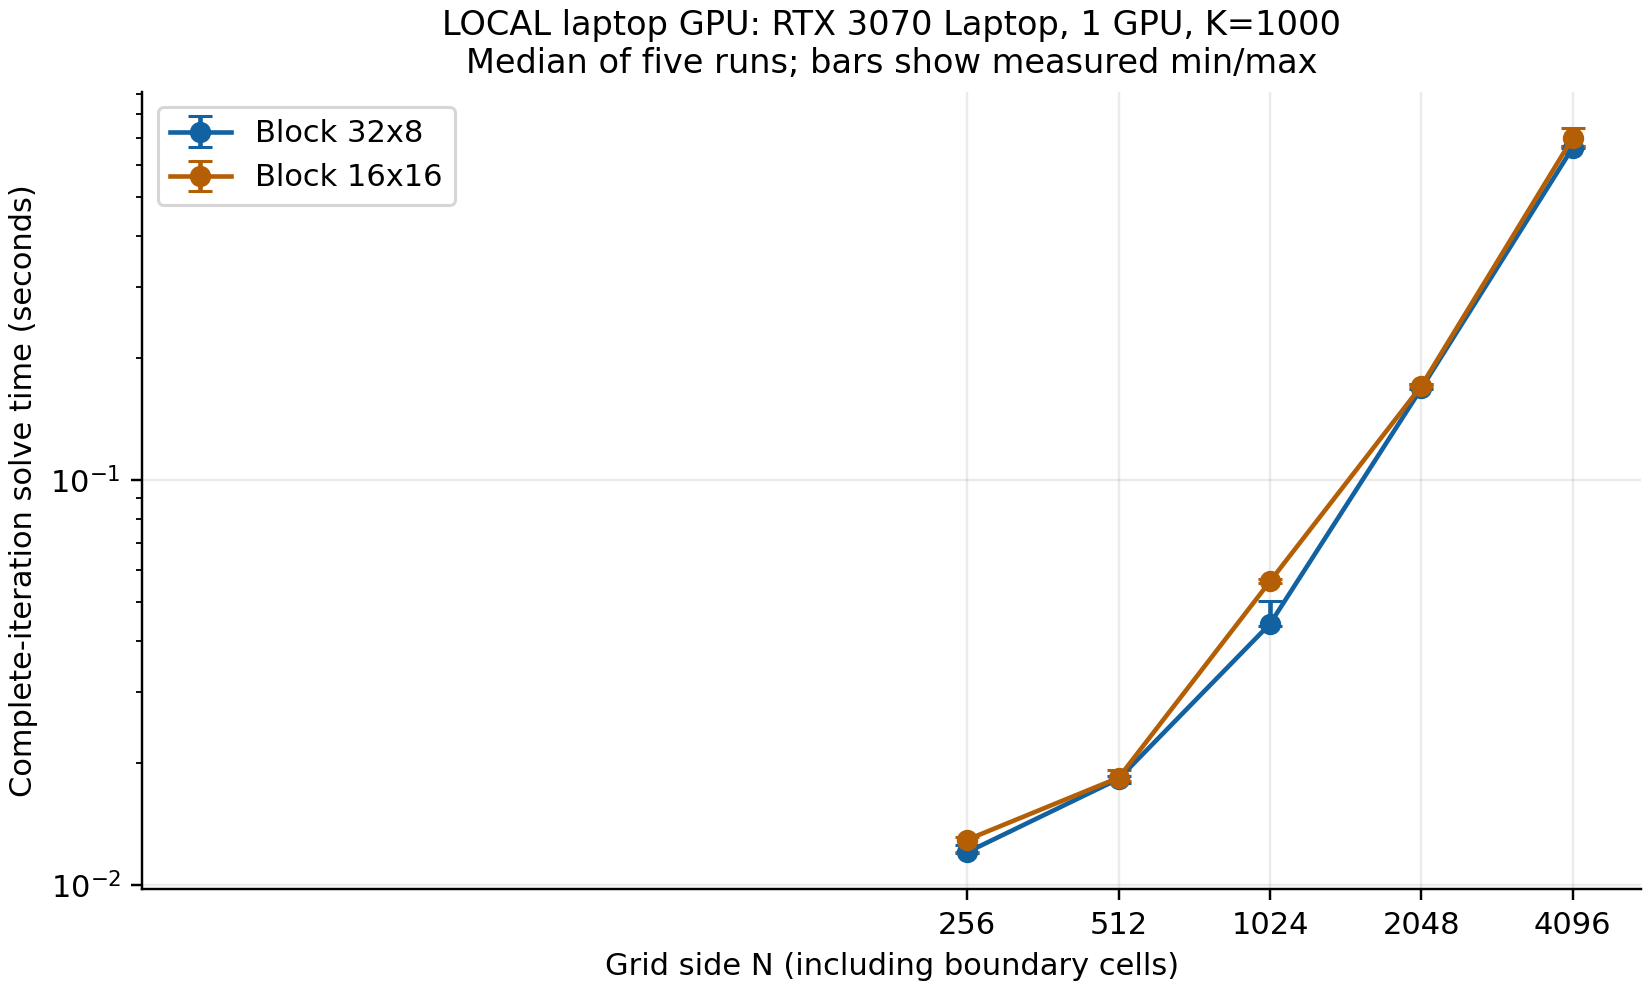 LOCAL laptop GPU: RTX 3070 Laptop, 1 GPU, K=1000
Median of five runs; bars show measured min/max
Block 32x8
Block 16x16
Complete-iteration solve time (seconds)
10⁻¹
10⁻²
256 512 1024 2048 4096
Grid side N (including boundary cells)